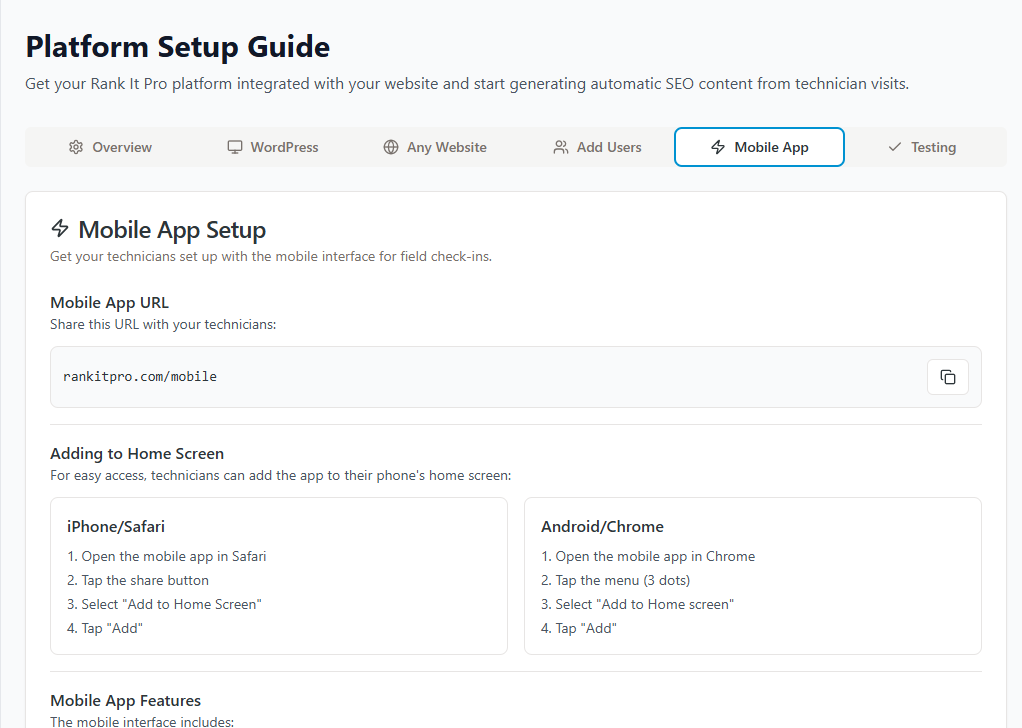 Platform Setup Guide
Get your Rank It Pro platform integrated with your website and start generating automatic SEO content from technician visits.
Overview
WordPress
Any Website
Add Users
Mobile App
Testing
Mobile App Setup
Get your technicians set up with the mobile interface for field check-ins.
Mobile App URL
Share this URL with your technicians:
rankitpro.com/mobile
Adding to Home Screen
For easy access, technicians can add the app to their phone's home screen:
iPhone/Safari
1. Open the mobile app in Safari
2. Tap the share button
3. Select "Add to Home Screen"
4. Tap "Add"
Android/Chrome
1. Open the mobile app in Chrome
2. Tap the menu (3 dots)
3. Select "Add to Home screen"
4. Tap "Add"
Mobile App Features
The mobile interface includes: